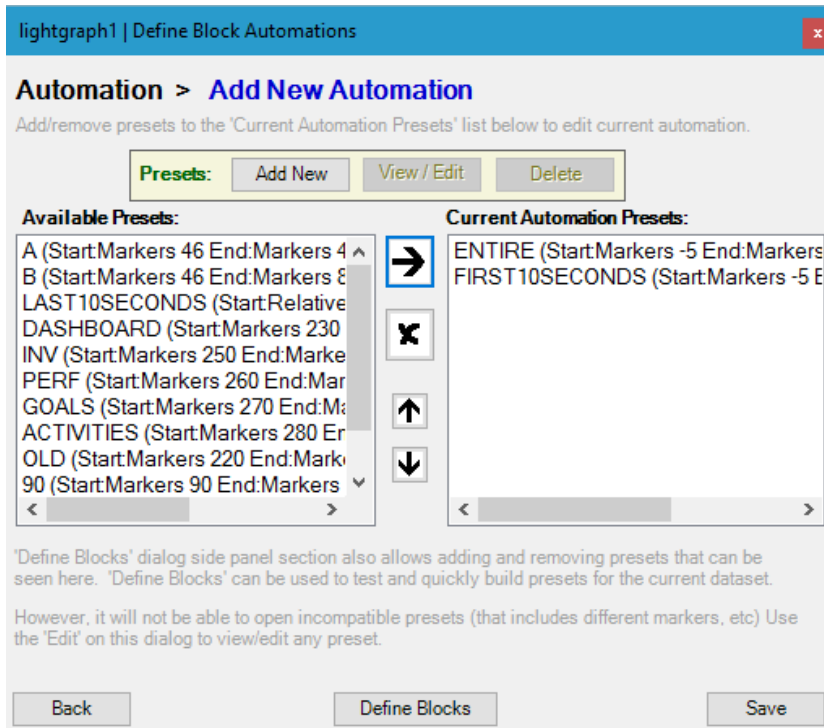 lightgraph1 | Define Block Automations
x
Automation > Add New Automation
Add/remove presets to the 'Current Automation Presets' list below to edit current automation.
Presets: Add New View / Edit Delete
Available Presets:
Current Automation Presets:
A (Start:Markers 46 End:Markers 4
B (Start:Markers 46 End:Markers 8
LAST10SECONDS (Start:Relative
DASHBOARD (Start:Markers 230
INV (Start:Markers 250 End:Marke
PERF (Start:Markers 260 End:Mar
GOALS (Start:Markers 270 End:Ma
ACTIVITIES (Start:Markers 280 Er
OLD (Start:Markers 220 End:Marke
90 (Start:Markers 90 End:Markers
ENTIRE (Start:Markers -5 End:Markers
FIRST10SECONDS (Start:Markers -5 E
'Define Blocks' dialog side panel section also allows adding and removing presets that can be
seen here. 'Define Blocks' can be used to test and quickly build presets for the current dataset.
However, it will not be able to open incompatible presets (that includes different markers, etc) Use
the 'Edit' on this dialog to view/edit any preset.
Back
Define Blocks
Save